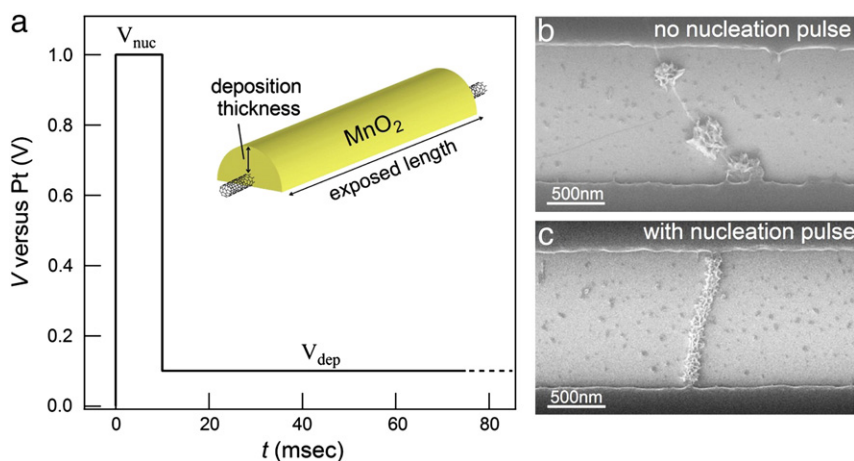 a
V_nuc
deposition
thickness
MnO₂
exposed length
V_dep
V versus Pt (V)
1.0
0.8
0.6
0.4
0.2
0.0
0
20
40
60
80
t (msec)
b
no nucleation pulse
500nm
c
with nucleation pulse
500nm